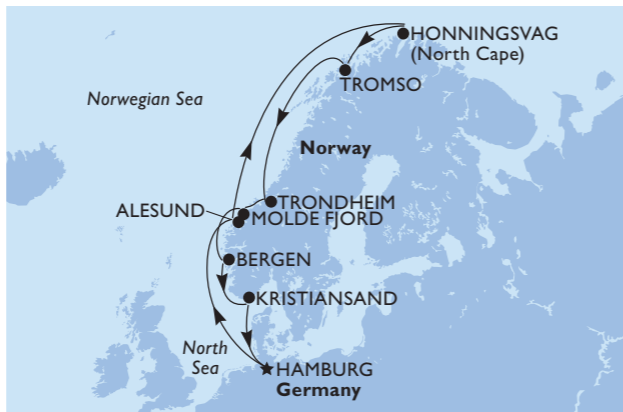 HONNINGSVAG
(North Cape)
TROMSO
Norwegian Sea
Norway
TRONDHEIM
ALESUND
MOLDE FJORD
BERGEN
KRISTIANSAND
North
Sea
HAMBURG
Germany